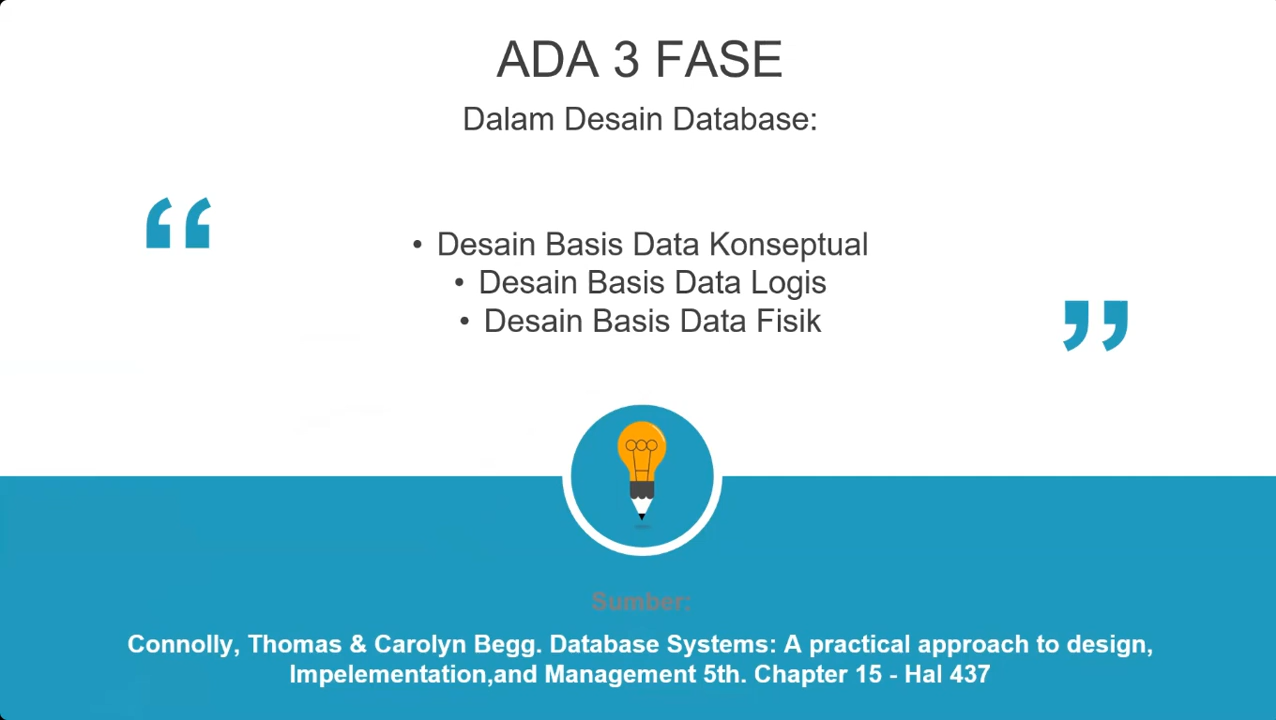 ADA 3 FASE
Dalam Desain Database:
“
• Desain Basis Data Konseptual
• Desain Basis Data Logis
• Desain Basis Data Fisik
”
Sumber:
Connolly, Thomas & Carolyn Begg. Database Systems: A practical approach to design,
Impelementation,and Management 5th. Chapter 15 - Hal 437